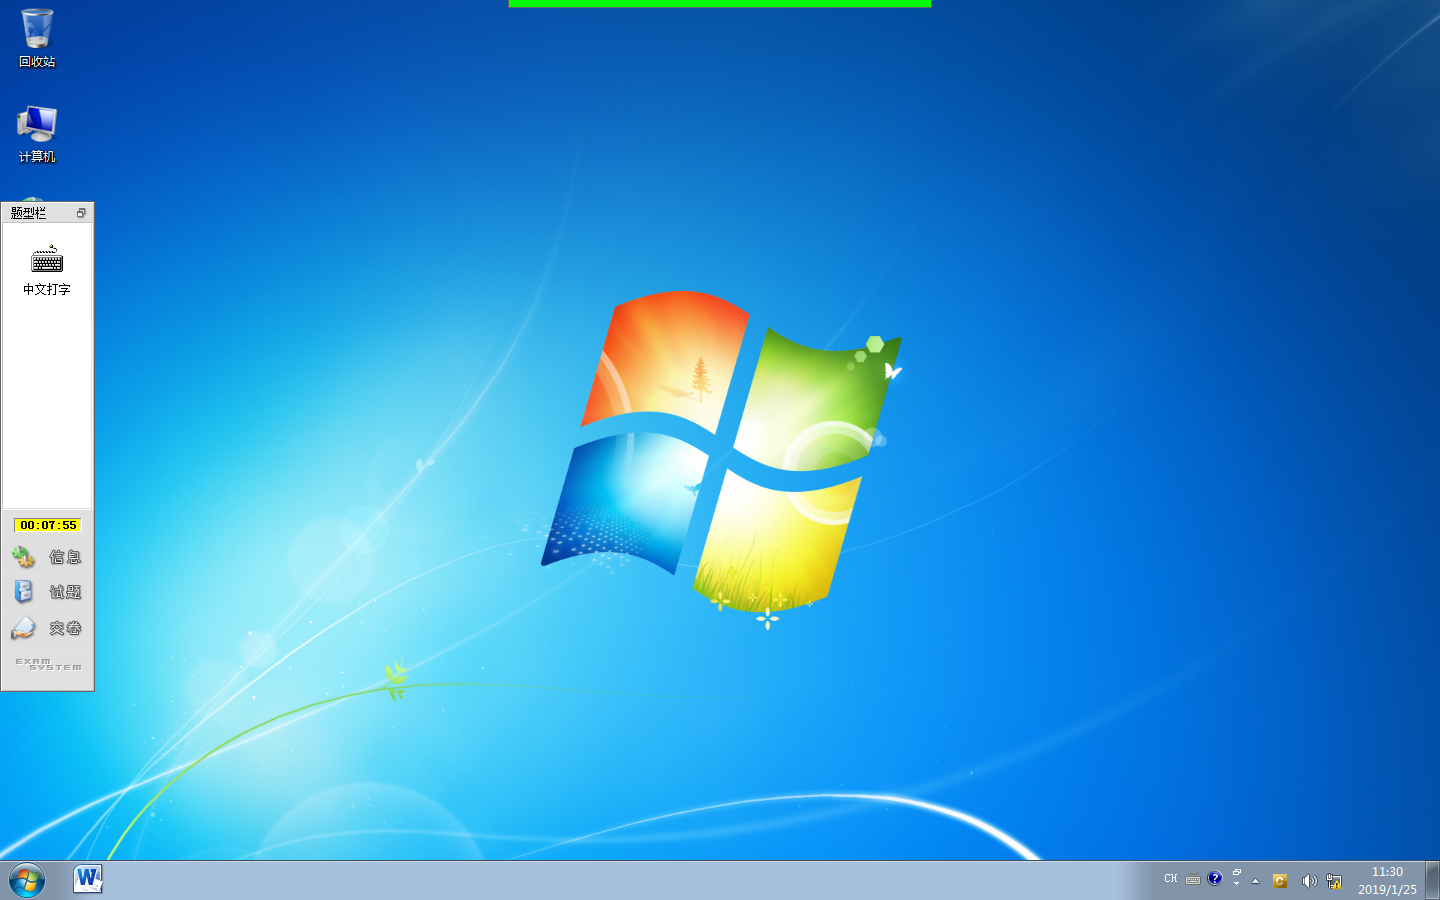 回收站
计算机
题型栏
中文打字
00:07:55
信息
试题
交卷
EXAM
SYSTEM
W
CH
?
C
11:30
2019/1/25